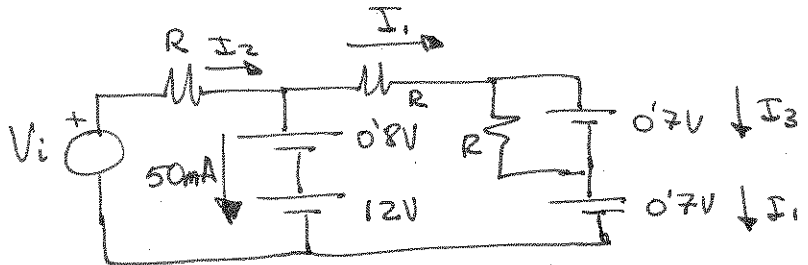 R I2 I1
R
Vi + 50mA 0'8V R 0'7V I3
12V 0'7V I1